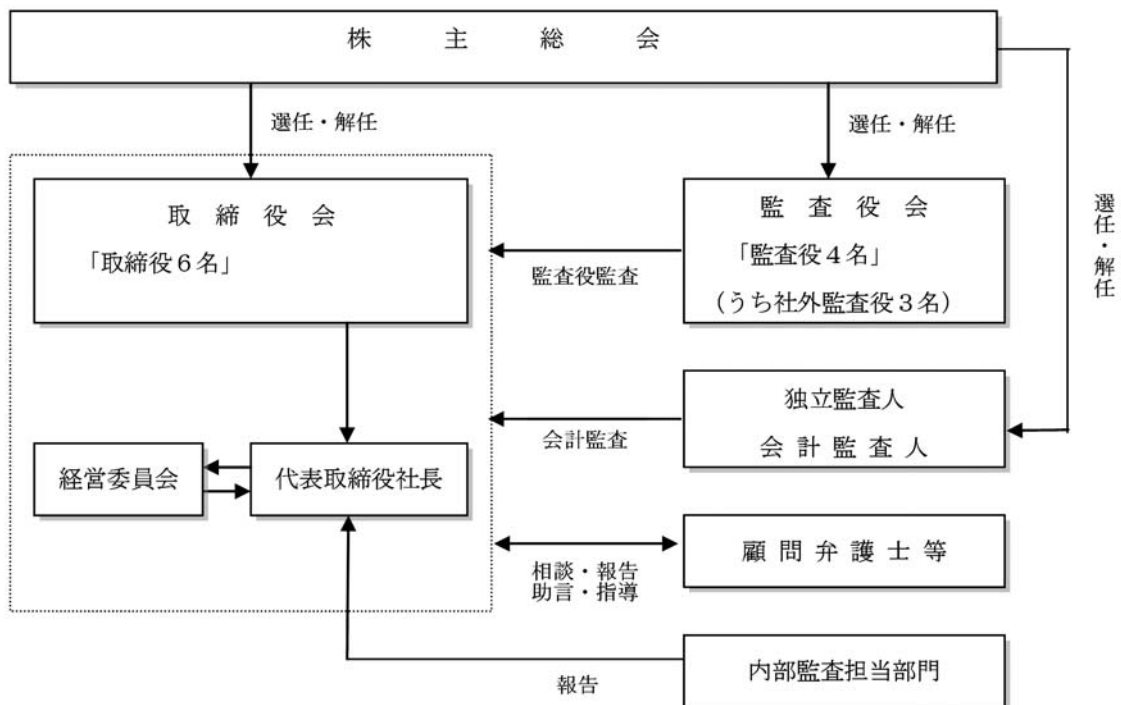 株主総会
選任・解任
選任・解任
選任・解任
取締役会
「取締役6名」
監査役会
「監査役4名」
(うち社外監査役3名)
監査役監査
独立監査人
会計監査人
会計監査
経営委員会
代表取締役社長
顧問弁護士等
相談・報告
助言・指導
内部監査担当部門
報告